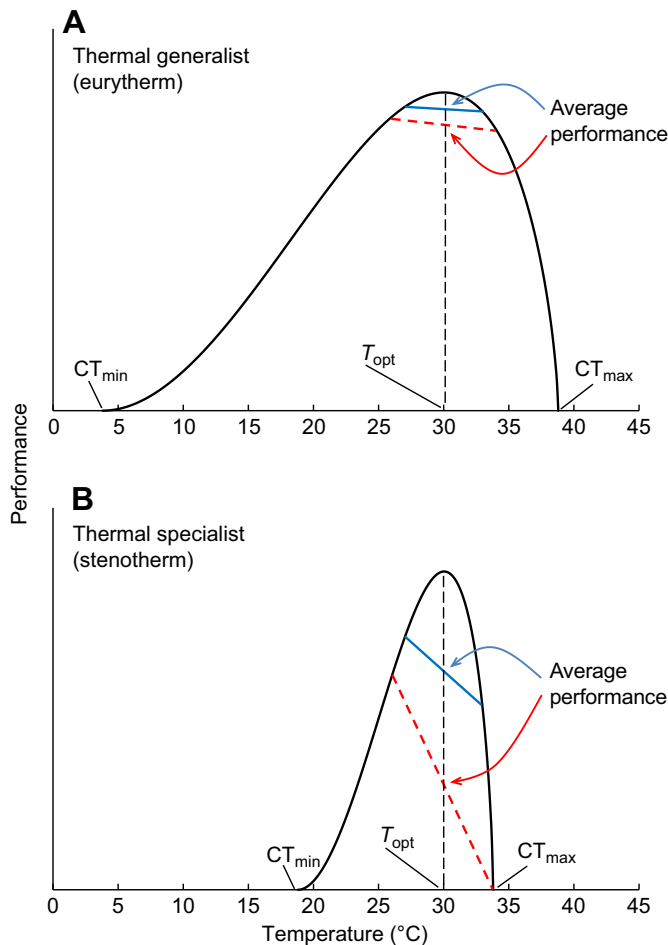 A
Thermal generalist
(eurytherm)
Average
performance
CTmin
Topt
CTmax
0 5 10 15 20 25 30 35 40 45
Performance
B
Thermal specialist
(stenotherm)
Average
performance
CTmin
Topt
CTmax
0 5 10 15 20 25 30 35 40 45
Temperature (°C)